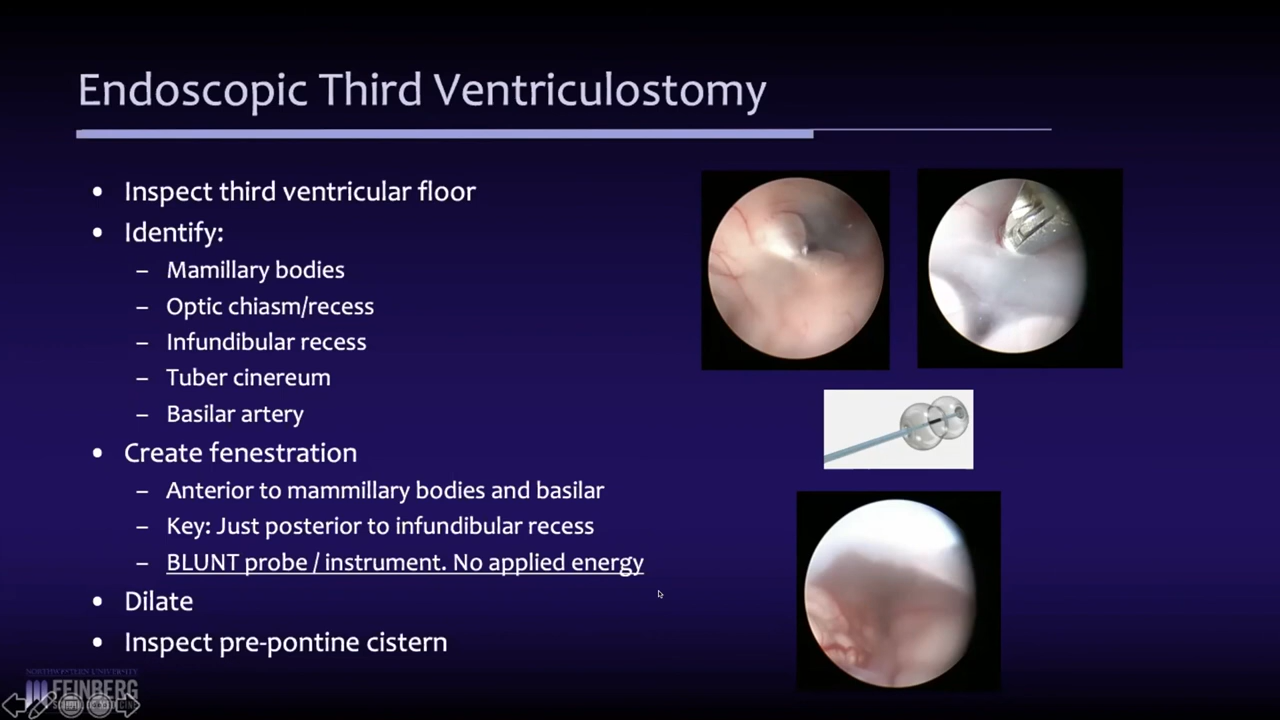 Endoscopic Third Ventriculostomy
• Inspect third ventricular floor
• Identify:
– Mamillary bodies
– Optic chiasm/recess
– Infundibular recess
– Tuber cinereum
– Basilar artery
• Create fenestration
– Anterior to mammillary bodies and basilar
– Key: Just posterior to infundibular recess
– BLUNT probe / instrument. No applied energy
• Dilate
• Inspect pre-pontine cistern
NORTHWESTERN UNIVERSITY
FEINBERG